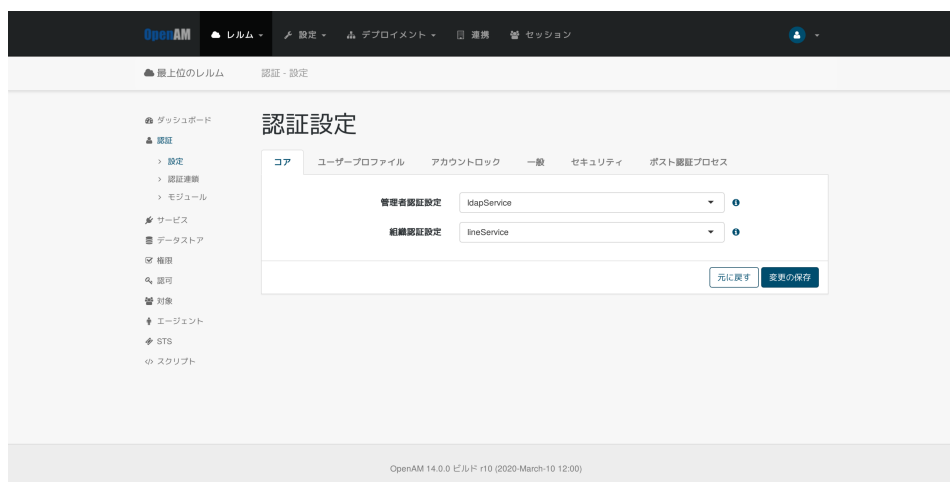 OpenAM レルム 設定 デプロイメント 連携 セッション
最上位のレルム 認証 - 設定
ダッシュボード
認証
設定
認証連鎖
モジュール
サービス
データストア
権限
認可
対象
エージェント
STS
スクリプト
認証設定
コア ユーザープロファイル アカウントロック 一般 セキュリティ ポスト認証プロセス
管理者認証設定 ldapService
組織認証設定 lineService
元に戻す 変更の保存
OpenAM 14.0.0 ビルド r10 (2020-March-10 12:00)